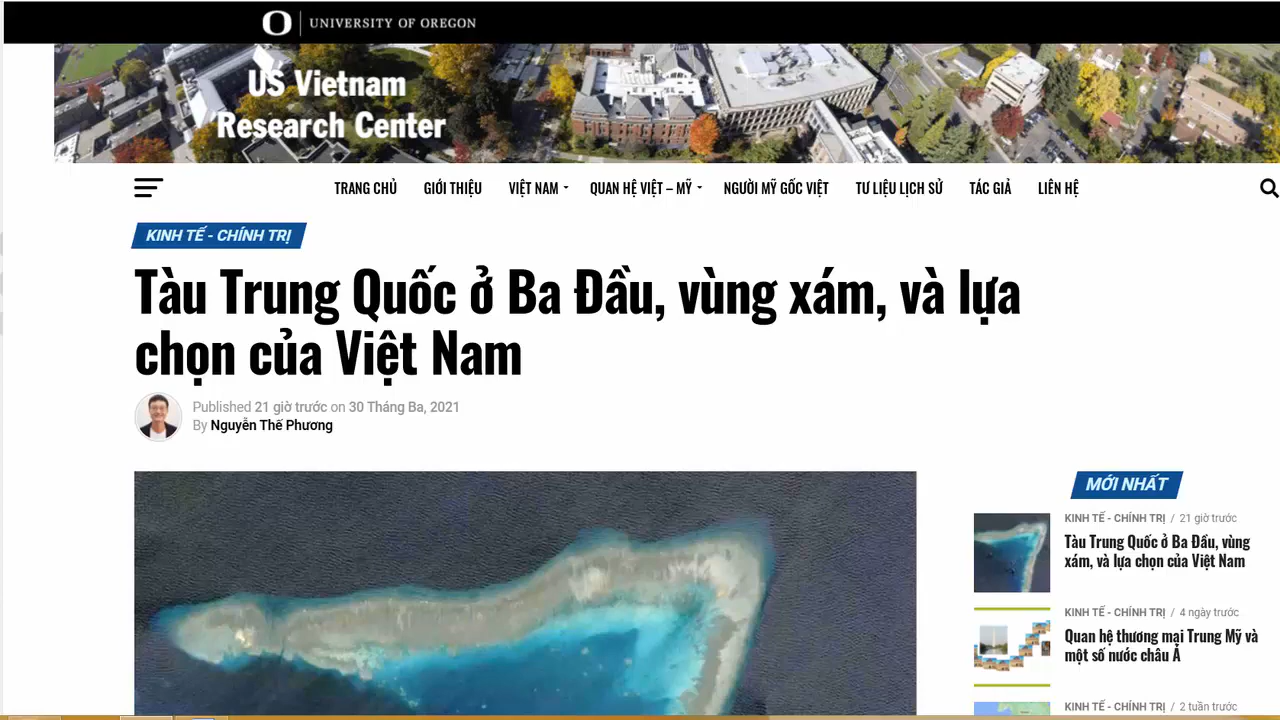 UNIVERSITY OF OREGON
US Vietnam
Research Center
TRANG CHỦ GIỚI THIỆU VIỆT NAM QUAN HỆ VIỆT – MỸ NGƯỜI MỸ GỐC VIỆT TƯ LIỆU LỊCH SỬ TÁC GIẢ LIÊN HỆ
KINH TẾ - CHÍNH TRỊ
Tàu Trung Quốc ở Ba Đầu, vùng xám, và lựa
chọn của Việt Nam
Published 21 giờ trước on 30 Tháng Ba, 2021
By Nguyễn Thế Phương
MỚI NHẤT
KINH TẾ - CHÍNH TRỊ / 21 giờ trước
Tàu Trung Quốc ở Ba Đầu, vùng
xám, và lựa chọn của Việt Nam
KINH TẾ - CHÍNH TRỊ / 4 ngày trước
Quan hệ thương mại Trung Mỹ và
một số nước châu Á
KINH TẾ - CHÍNH TRỊ / 2 tuần trước